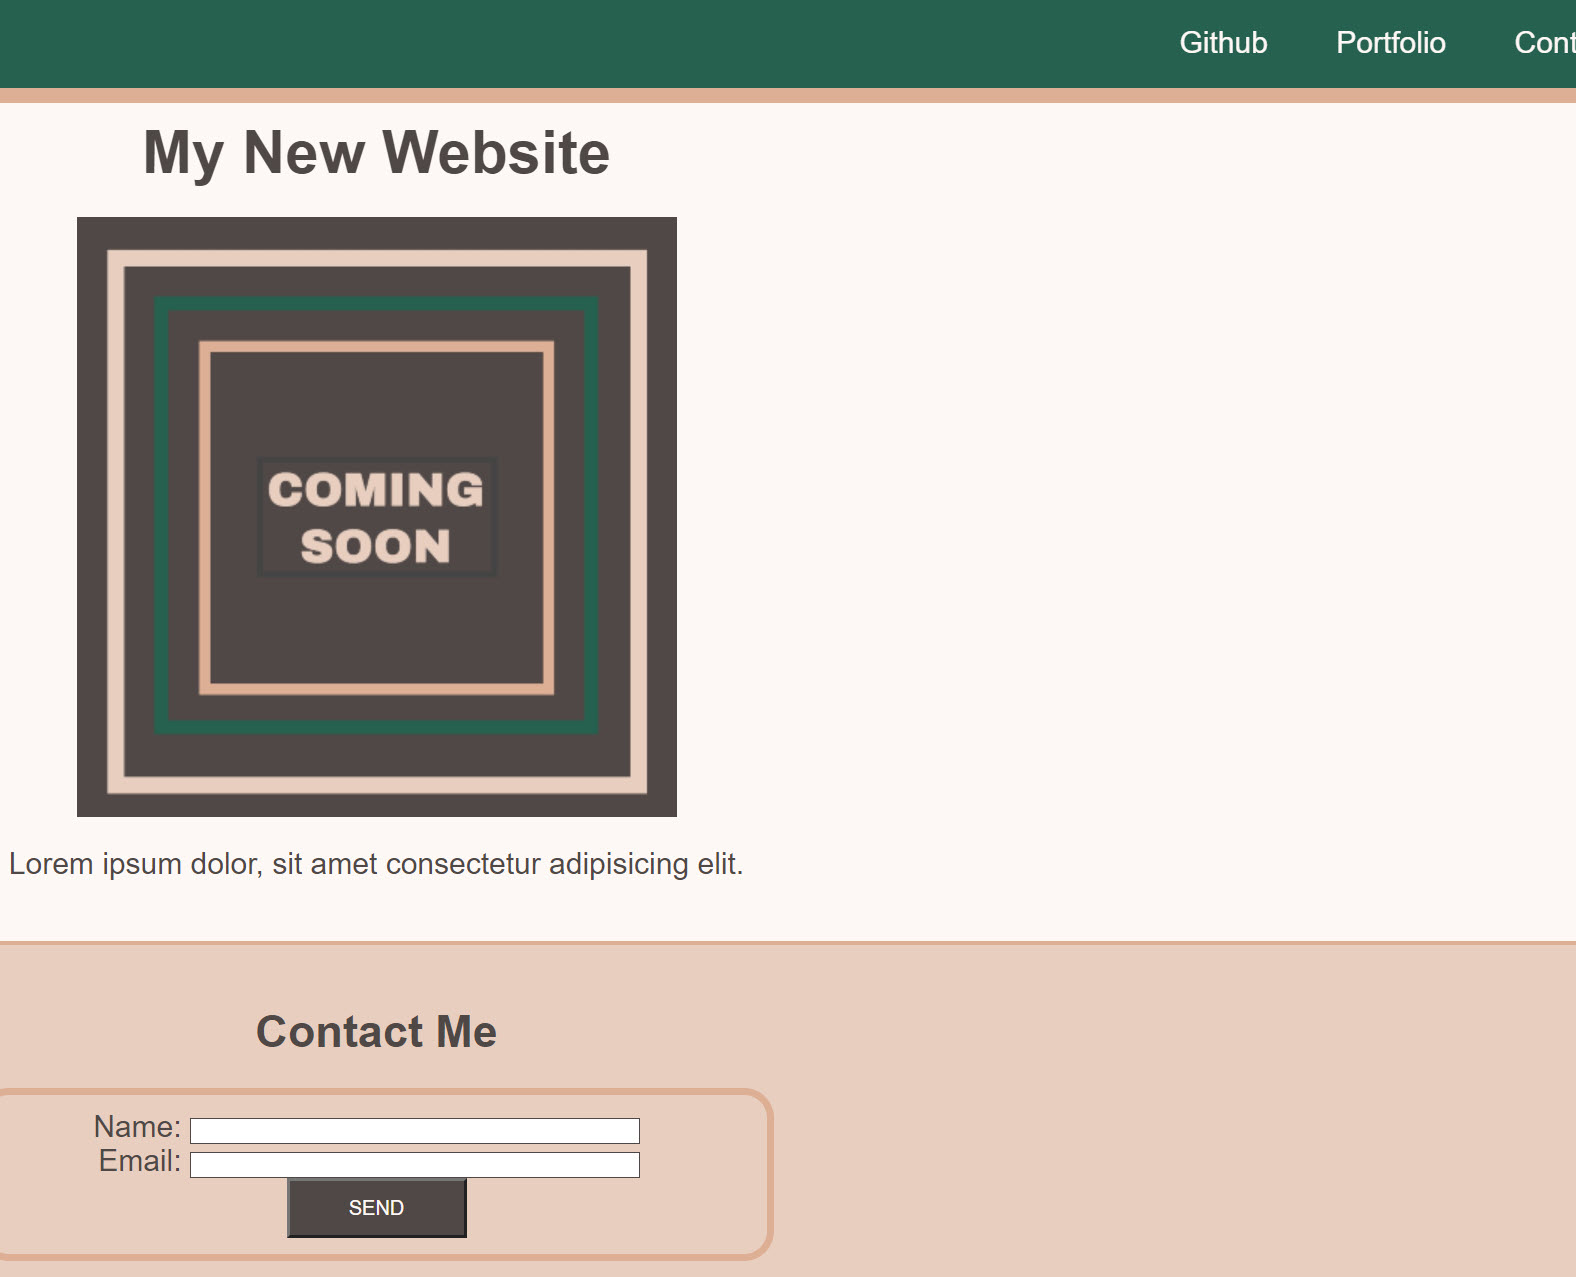 Github Portfolio Cont
My New Website
COMING
SOON
Lorem ipsum dolor, sit amet consectetur adipisicing elit.
Contact Me
Name:
Email:
SEND